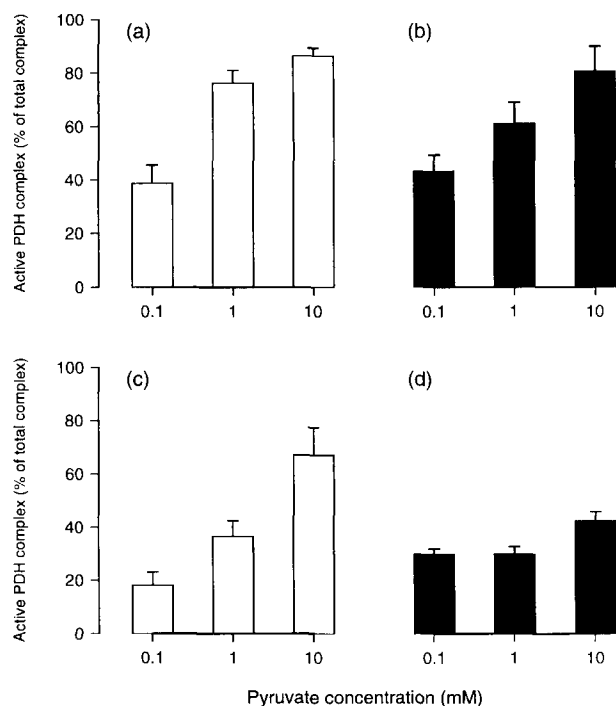 Active PDH complex (% of total complex)
100
80
60
40
20
0
(a)
0.1 1 10
(b)
0.1 1 10
Active PDH complex (% of total complex)
100
80
60
40
20
0
(c)
0.1 1 10
(d)
0.1 1 10
Pyruvate concentration (mM)